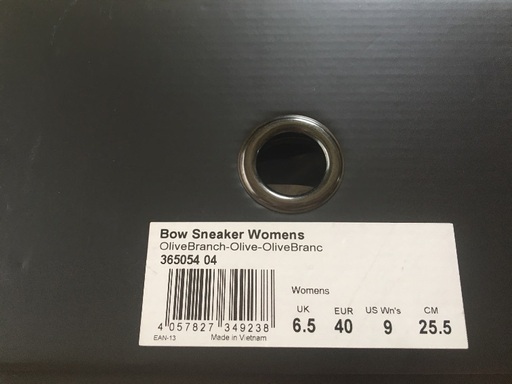 Bow Sneaker Womens
OliveBranch-Olive-OliveBranc
365054 04
4 057827 349238
EAN-13 Made in Vietnam
Womens
UK EUR US Wn's CM
6.5 40 9 25.5